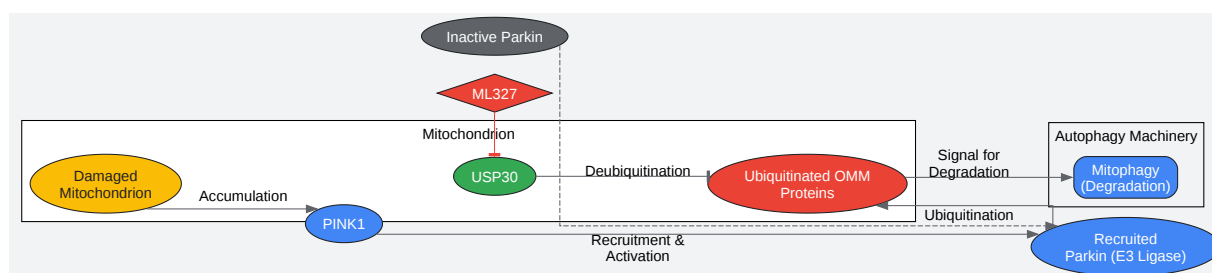 Inactive Parkin
ML327
Mitochondrion
Autophagy Machinery
Damaged
Mitochondrion
Accumulation
USP30
Deubiquitination
Ubiquitinated OMM
Proteins
Signal for
Degradation
Mitophagy
(Degradation)
PINK1
Recruitment &
Activation
Ubiquitination
Recruited
Parkin (E3 Ligase)